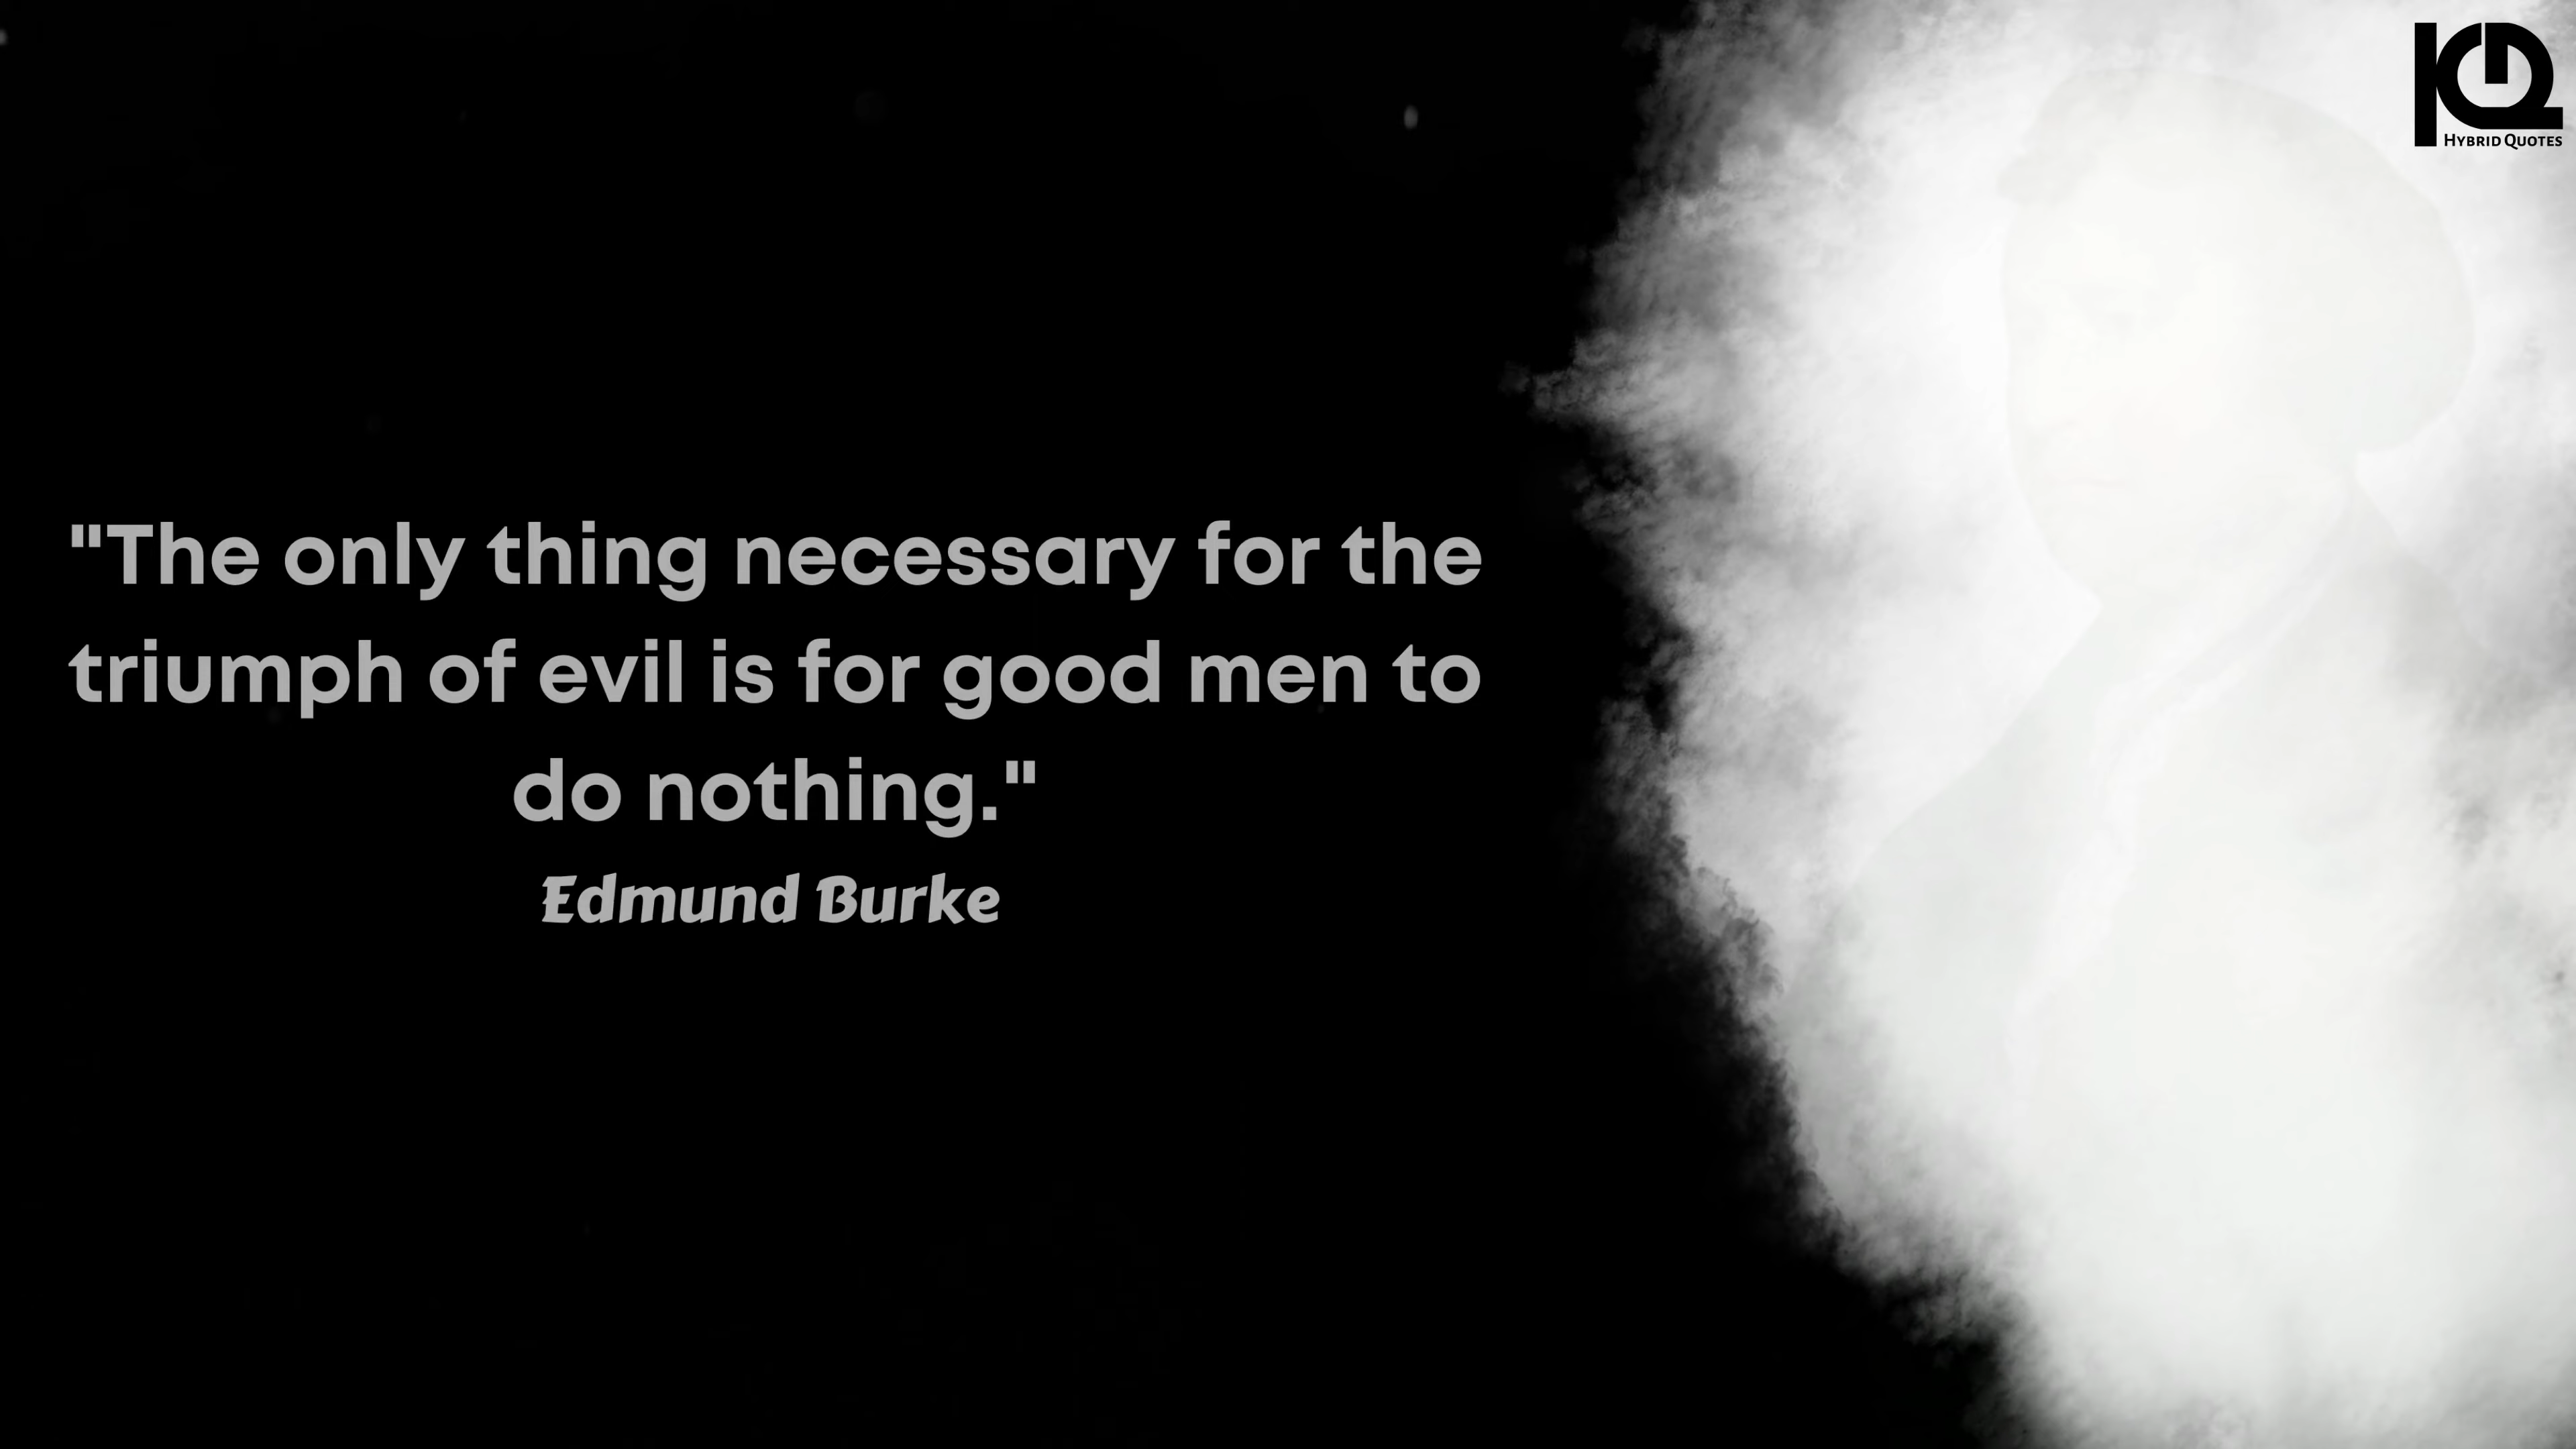 HYBRID QUOTES
"The only thing necessary for the
triumph of evil is for good men to
do nothing."
Edmund Burke